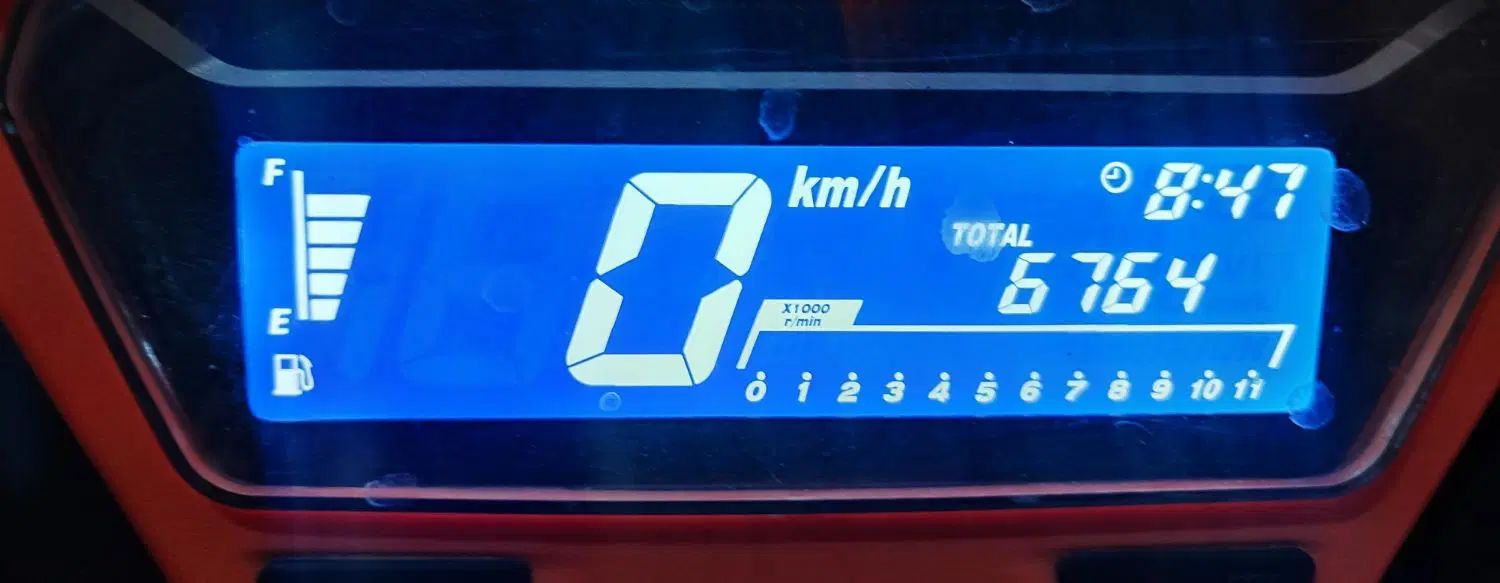 F
km/h
8:47
TOTAL
6764
0
E
X1000
r/min
0 1 2 3 4 5 6 7 8 9 10 11